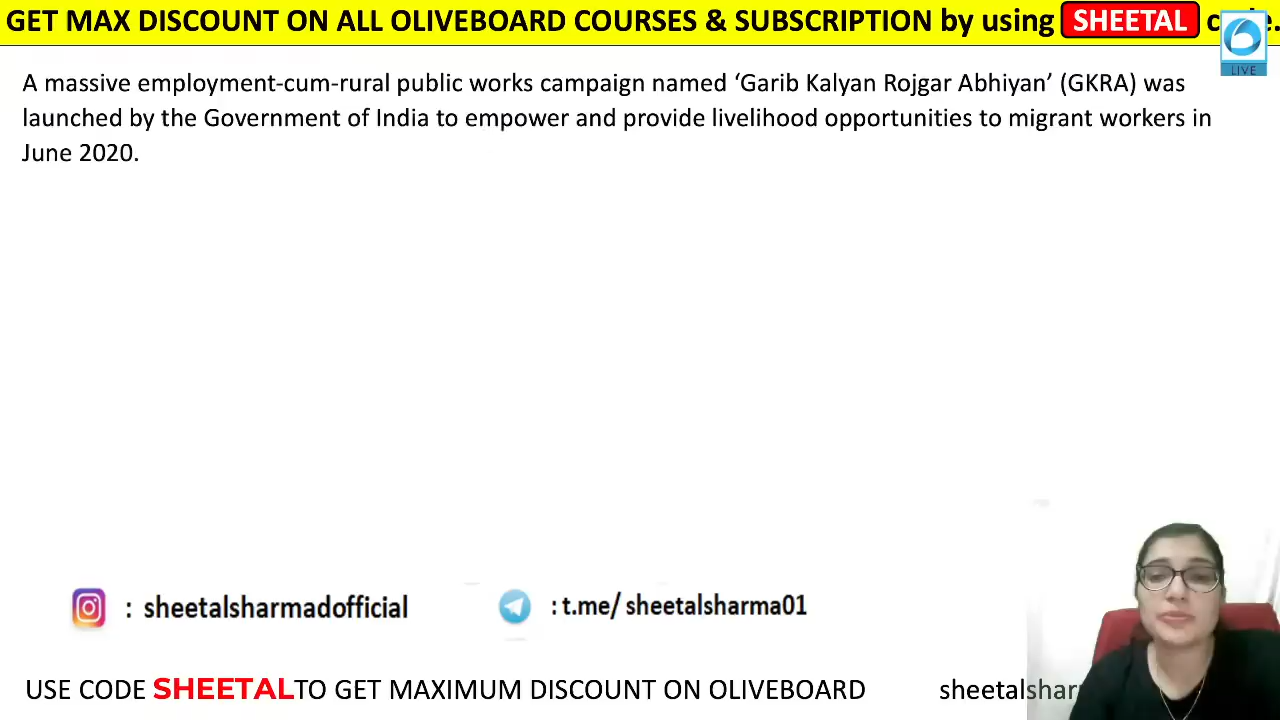 GET MAX DISCOUNT ON ALL OLIVEBOARD COURSES & SUBSCRIPTION by using SHEETAL
LIVE
A massive employment-cum-rural public works campaign named ‘Garib Kalyan Rojgar Abhiyan’ (GKRA) was
launched by the Government of India to empower and provide livelihood opportunities to migrant workers in
June 2020.
: sheetalsharmadofficial
: t.me/ sheetalsharma01
USE CODE SHEETALTO GET MAXIMUM DISCOUNT ON OLIVEBOARD